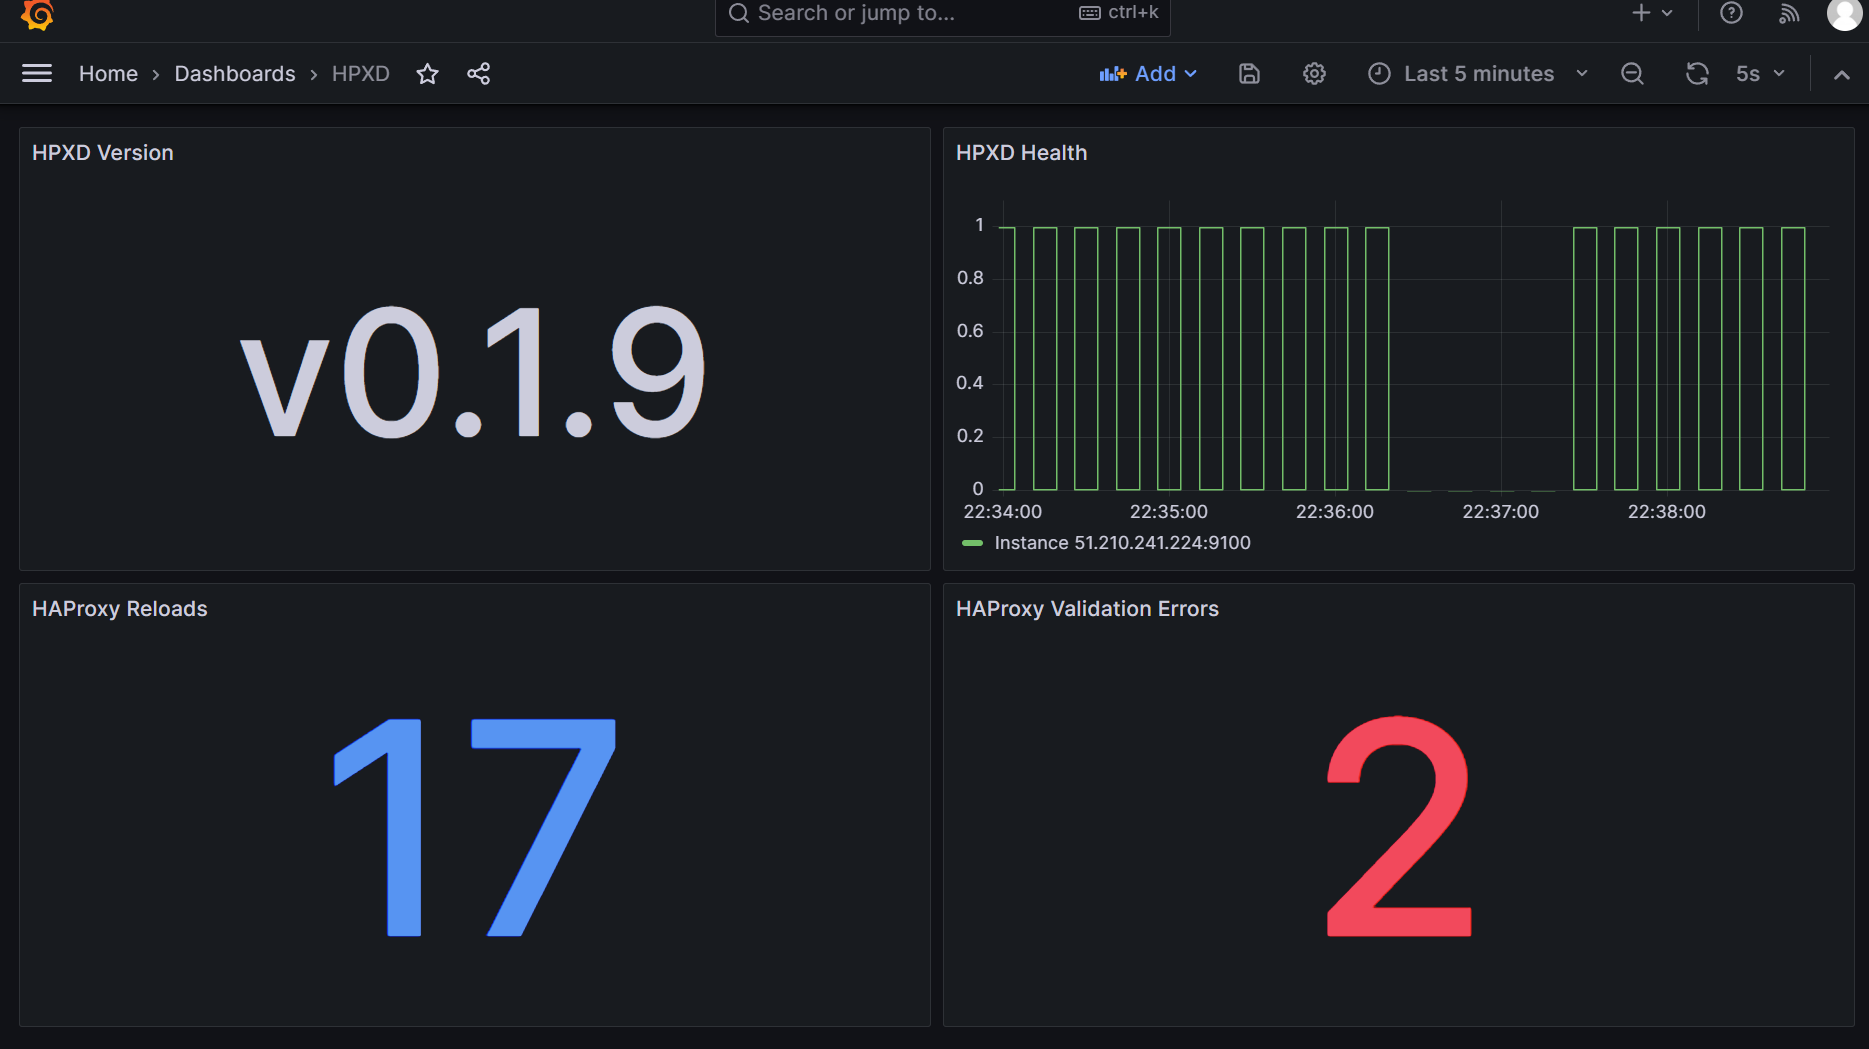 Search or jump to... ctrl+k
Home › Dashboards › HPXD Add Last 5 minutes 5s
HPXD Version
v0.1.9
HPXD Health
1
0.8
0.6
0.4
0.2
0
22:34:00 22:35:00 22:36:00 22:37:00 22:38:00
Instance 51.210.241.224:9100
HAProxy Reloads
17
HAProxy Validation Errors
2